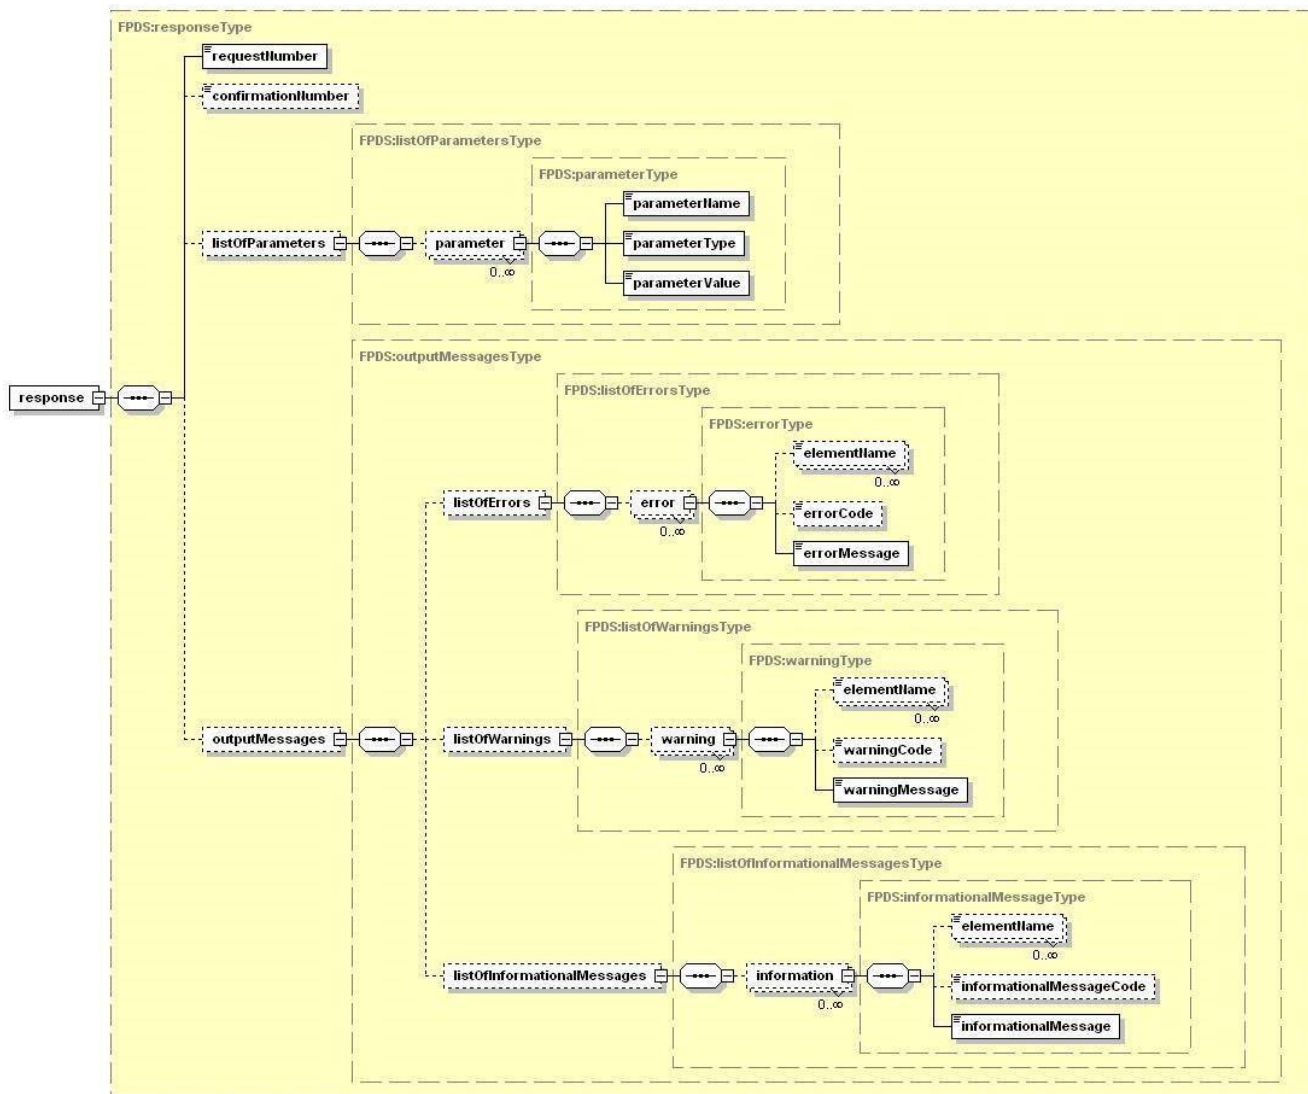 FPDS:responseType
requestNumber
confirmationNumber
FPDS:listOfParametersType
FPDS:parameterType
parameterName
listOfParameters
parameter
parameterType
0..∞
parameterValue
FPDS:outputMessagesType
response
FPDS:listOfErrorsType
FPDS:errorType
elementName
0..∞
listOfErrors
error
errorCode
0..∞
errorMessage
FPDS:listOfWarningsType
FPDS:warningType
elementName
0..∞
outputMessages
listOfWarnings
warning
warningCode
0..∞
warningMessage
FPDS:listOfInformationalMessagesType
FPDS:informationalMessageType
elementName
0..∞
listOfInformationalMessages
information
informationalMessageCode
0..∞
informationalMessage